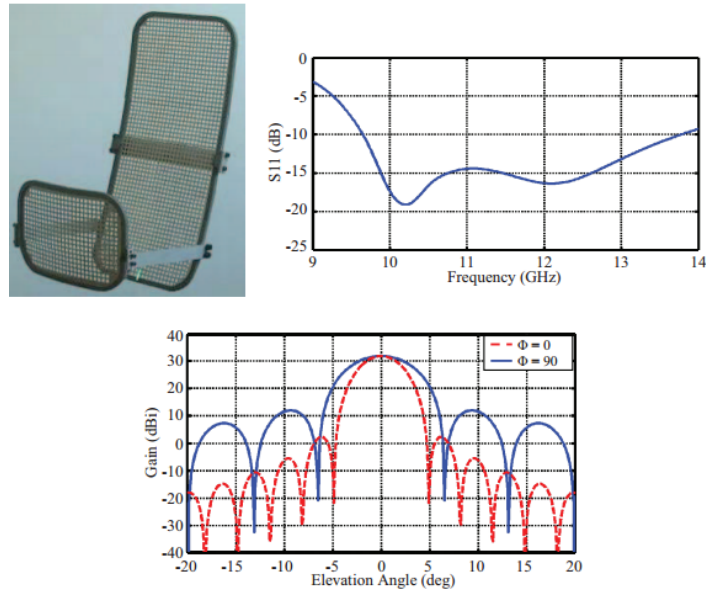 0
-5
-10
-15
-20
-25
S11 (dB)
9 10 11 12 13 14
Frequency (GHz)
40
30
20
10
0
-10
-20
-30
-40
Gain (dBi)
Φ = 0
Φ = 90
-20 -15 -10 -5 0 5 10 15 20
Elevation Angle (deg)